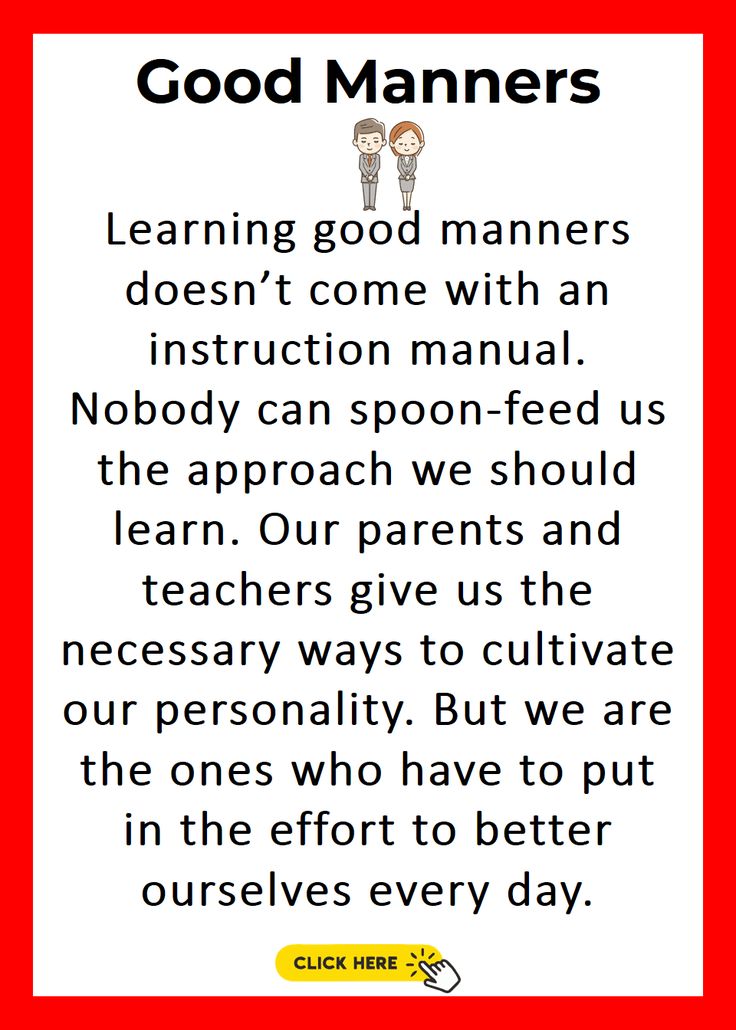 Good Manners
Learning good manners
doesn’t come with an
instruction manual.
Nobody can spoon-feed us
the approach we should
learn. Our parents and
teachers give us the
necessary ways to cultivate
our personality. But we are
the ones who have to put
in the effort to better
ourselves every day.
CLICK HERE